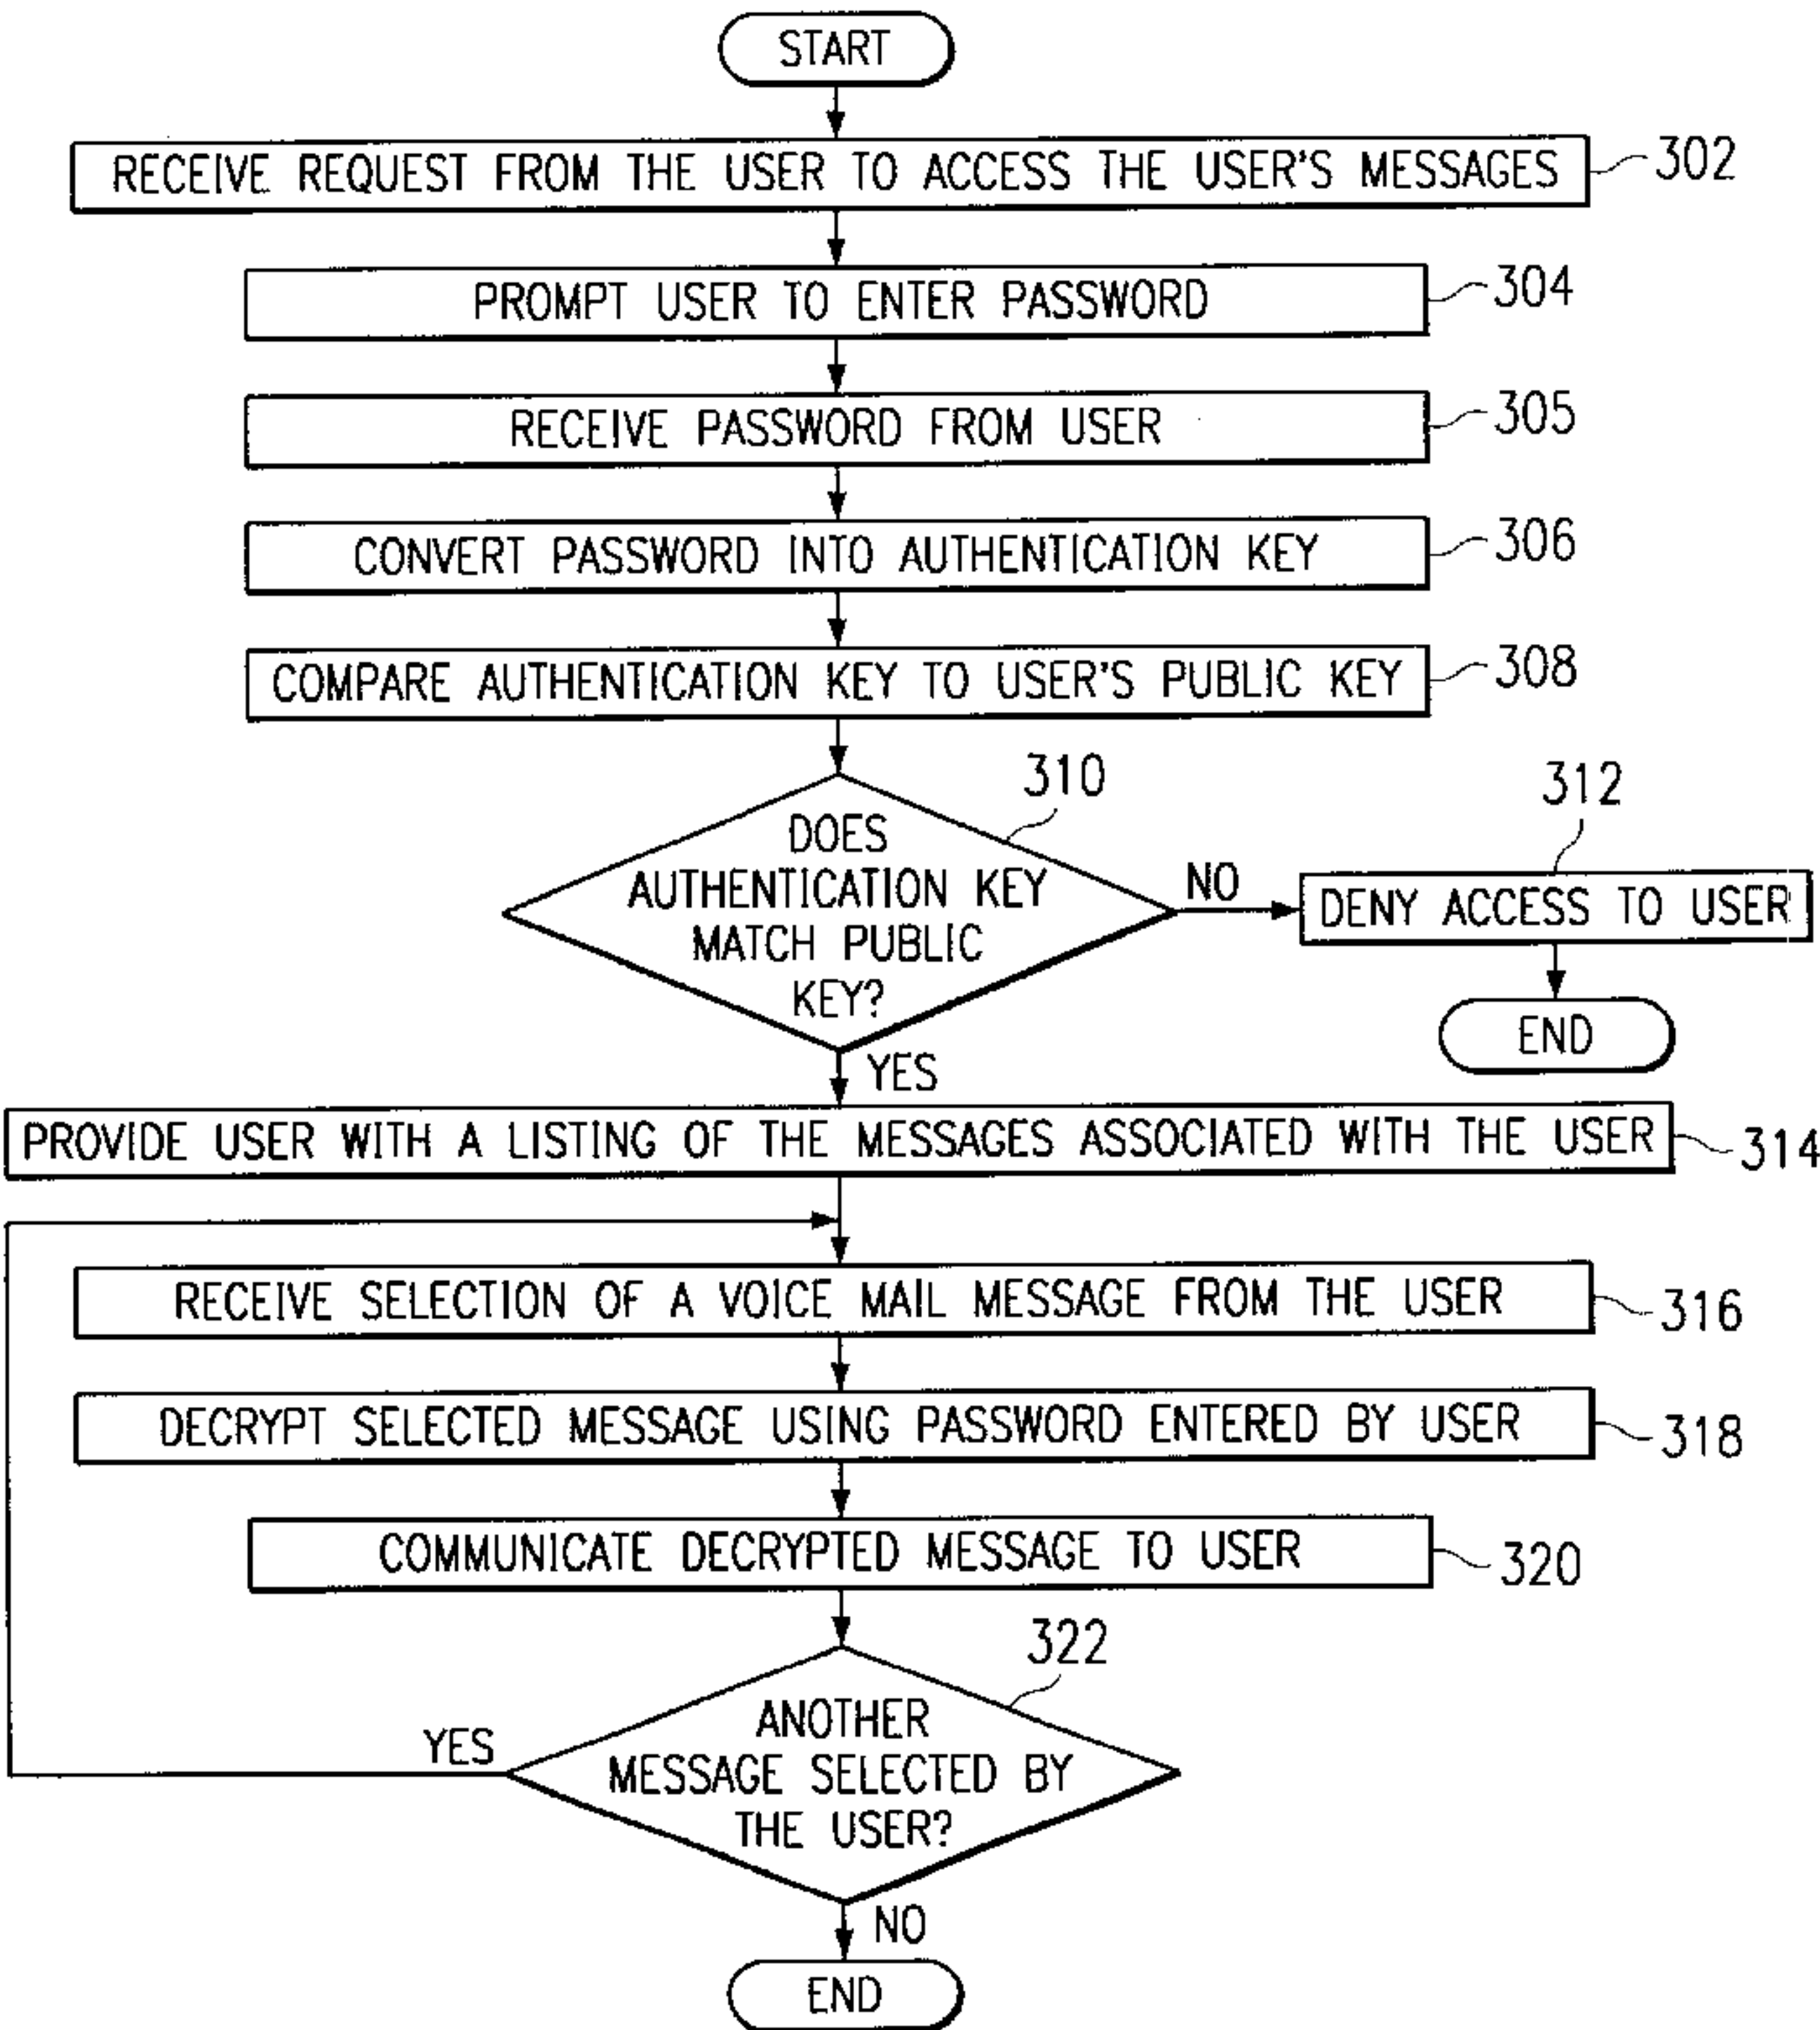 START
RECEIVE REQUEST FROM THE USER TO ACCESS THE USER'S MESSAGES
302
PROMPT USER TO ENTER PASSWORD
304
RECEIVE PASSWORD FROM USER
305
CONVERT PASSWORD INTO AUTHENTICATION KEY
306
COMPARE AUTHENTICATION KEY TO USER'S PUBLIC KEY
308
310
DOES
AUTHENTICATION KEY
MATCH PUBLIC
KEY?
NO
312
DENY ACCESS TO USER
END
YES
PROVIDE USER WITH A LISTING OF THE MESSAGES ASSOCIATED WITH THE USER
314
RECEIVE SELECTION OF A VOICE MAIL MESSAGE FROM THE USER
316
DECRYPT SELECTED MESSAGE USING PASSWORD ENTERED BY USER
318
COMMUNICATE DECRYPTED MESSAGE TO USER
320
322
ANOTHER
MESSAGE SELECTED BY
THE USER?
YES
NO
END